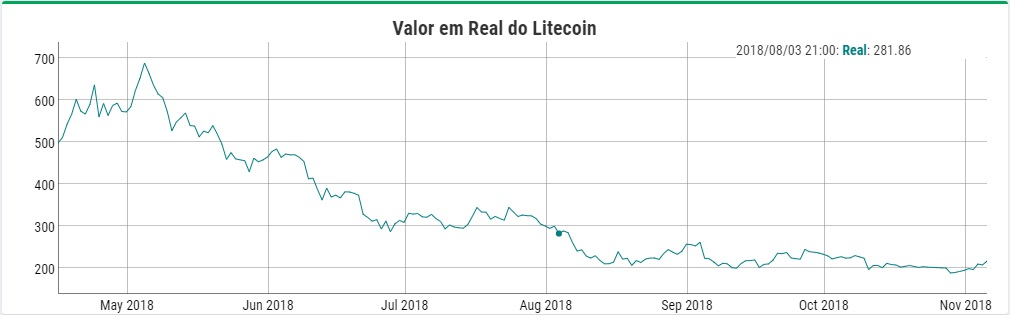 Valor em Real do Litecoin
2018/08/03 21:00: Real: 281.86
700
600
500
400
300
200
May 2018 Jun 2018 Jul 2018 Aug 2018 Sep 2018 Oct 2018 Nov 2018